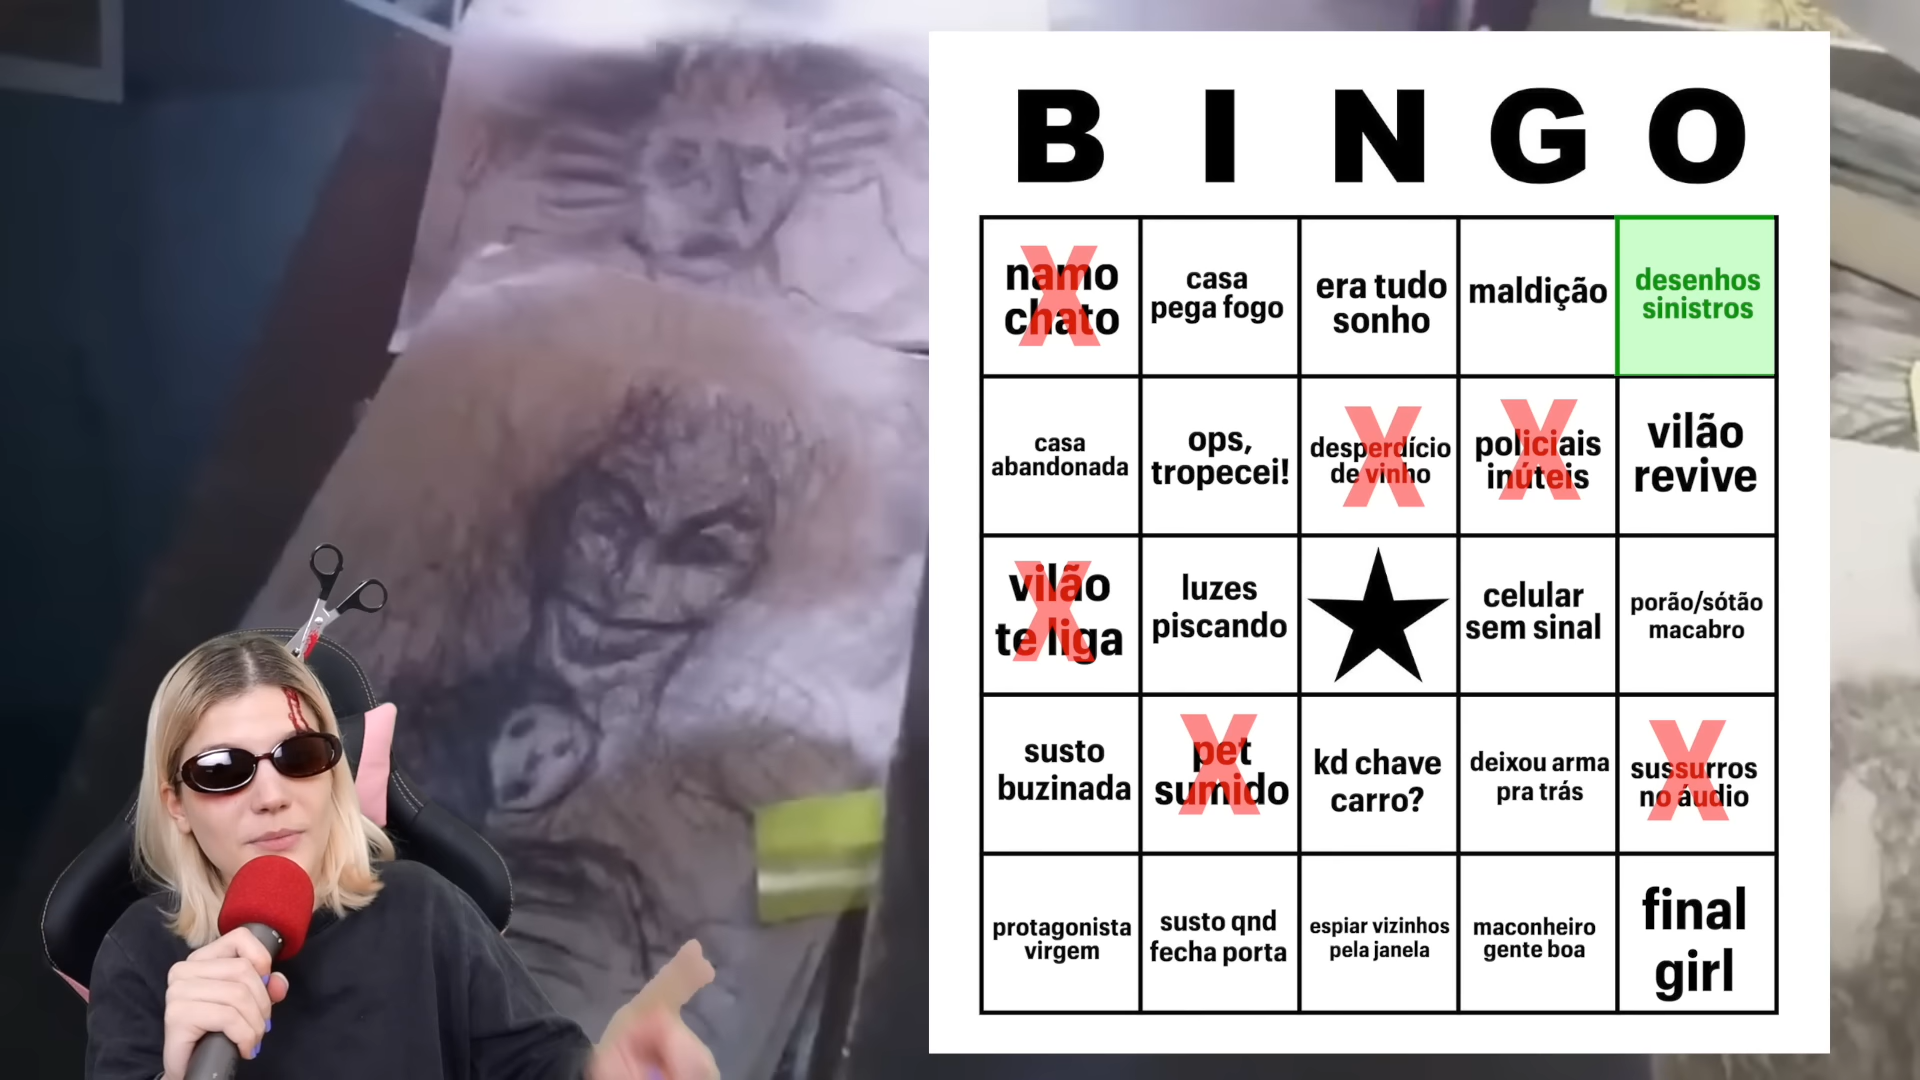 B I N G O
namo
chato
casa
pega fogo
era tudo
sonho
maldição
desenhos
sinistros
casa
abandonada
ops,
tropecei!
desperdício
de vinho
policiais
inúteis
vilão
revive
vilão
te liga
luzes
piscando
celular
sem sinal
porão/sótão
macabro
susto
buzinada
pet
sumido
kd chave
carro?
deixou arma
pra trás
sussurros
no áudio
protagonista
virgem
susto qnd
fecha porta
espiar vizinhos
pela janela
maconheiro
gente boa
final
girl